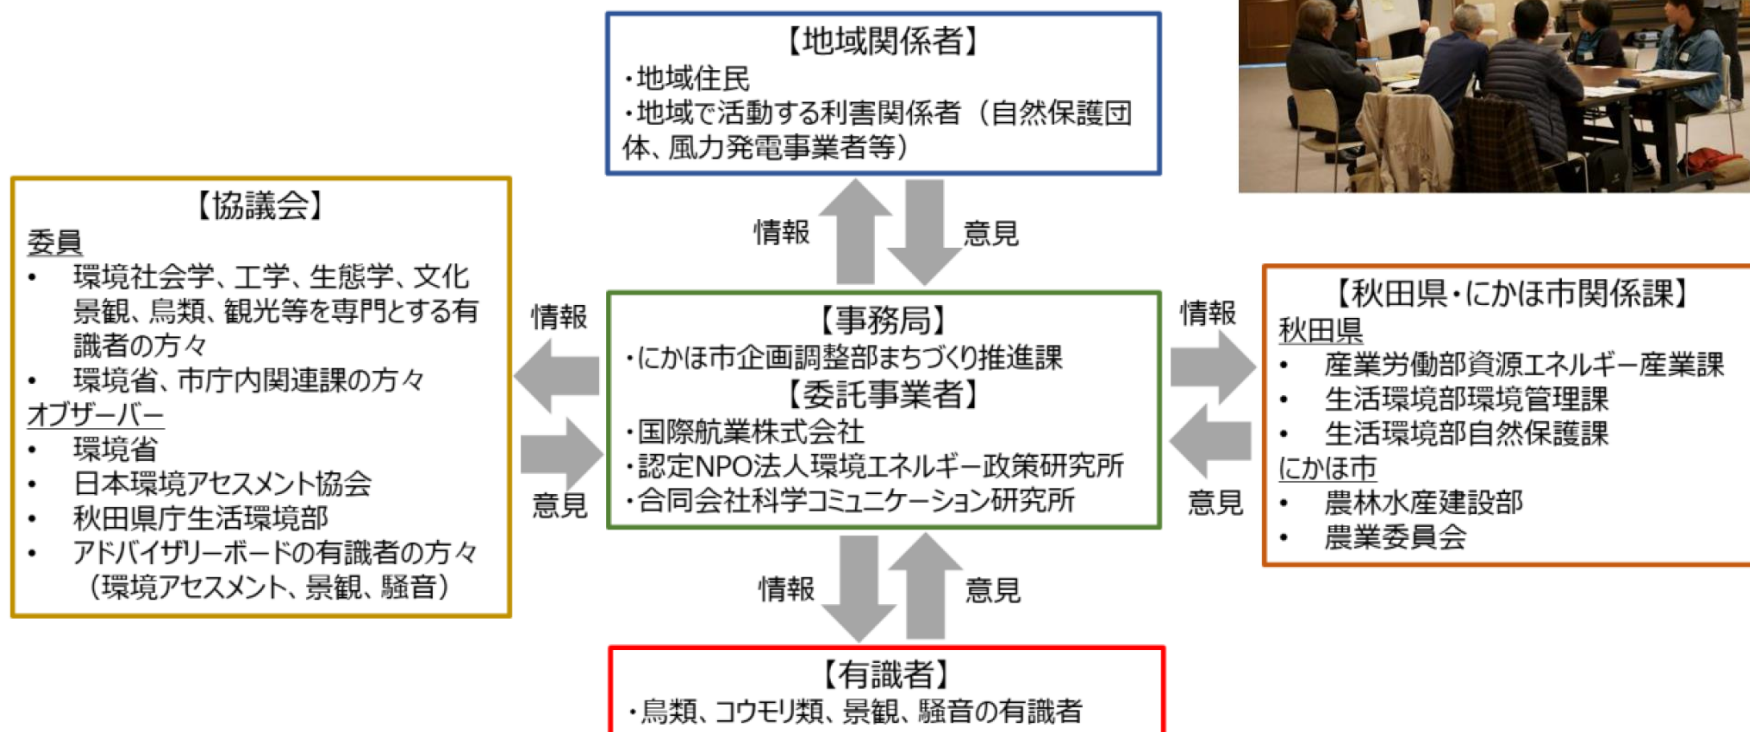 【地域関係者】
・地域住民
・地域で活動する利害関係者（自然保護団
体、風力発電事業者等）
情報
意見
【協議会】
委員
• 環境社会学、工学、生態学、文化
景観、鳥類、観光等を専門とする有
識者の方々
• 環境省、市庁内関連課の方々
オブザーバー
• 環境省
• 日本環境アセスメント協会
• 秋田県庁生活環境部
• アドバイザリーボードの有識者の方々
（環境アセスメント、景観、騒音）
情報
意見
【事務局】
・にかほ市企画調整部まちづくり推進課
【委託事業者】
・国際航業株式会社
・認定NPO法人環境エネルギー政策研究所
・合同会社科学コミュニケーション研究所
情報
意見
【秋田県・にかほ市関係課】
秋田県
• 産業労働部資源エネルギー産業課
• 生活環境部環境管理課
• 生活環境部自然保護課
にかほ市
• 農林水産建設部
• 農業委員会
情報
意見
【有識者】
・鳥類、コウモリ類、景観、騒音の有識者